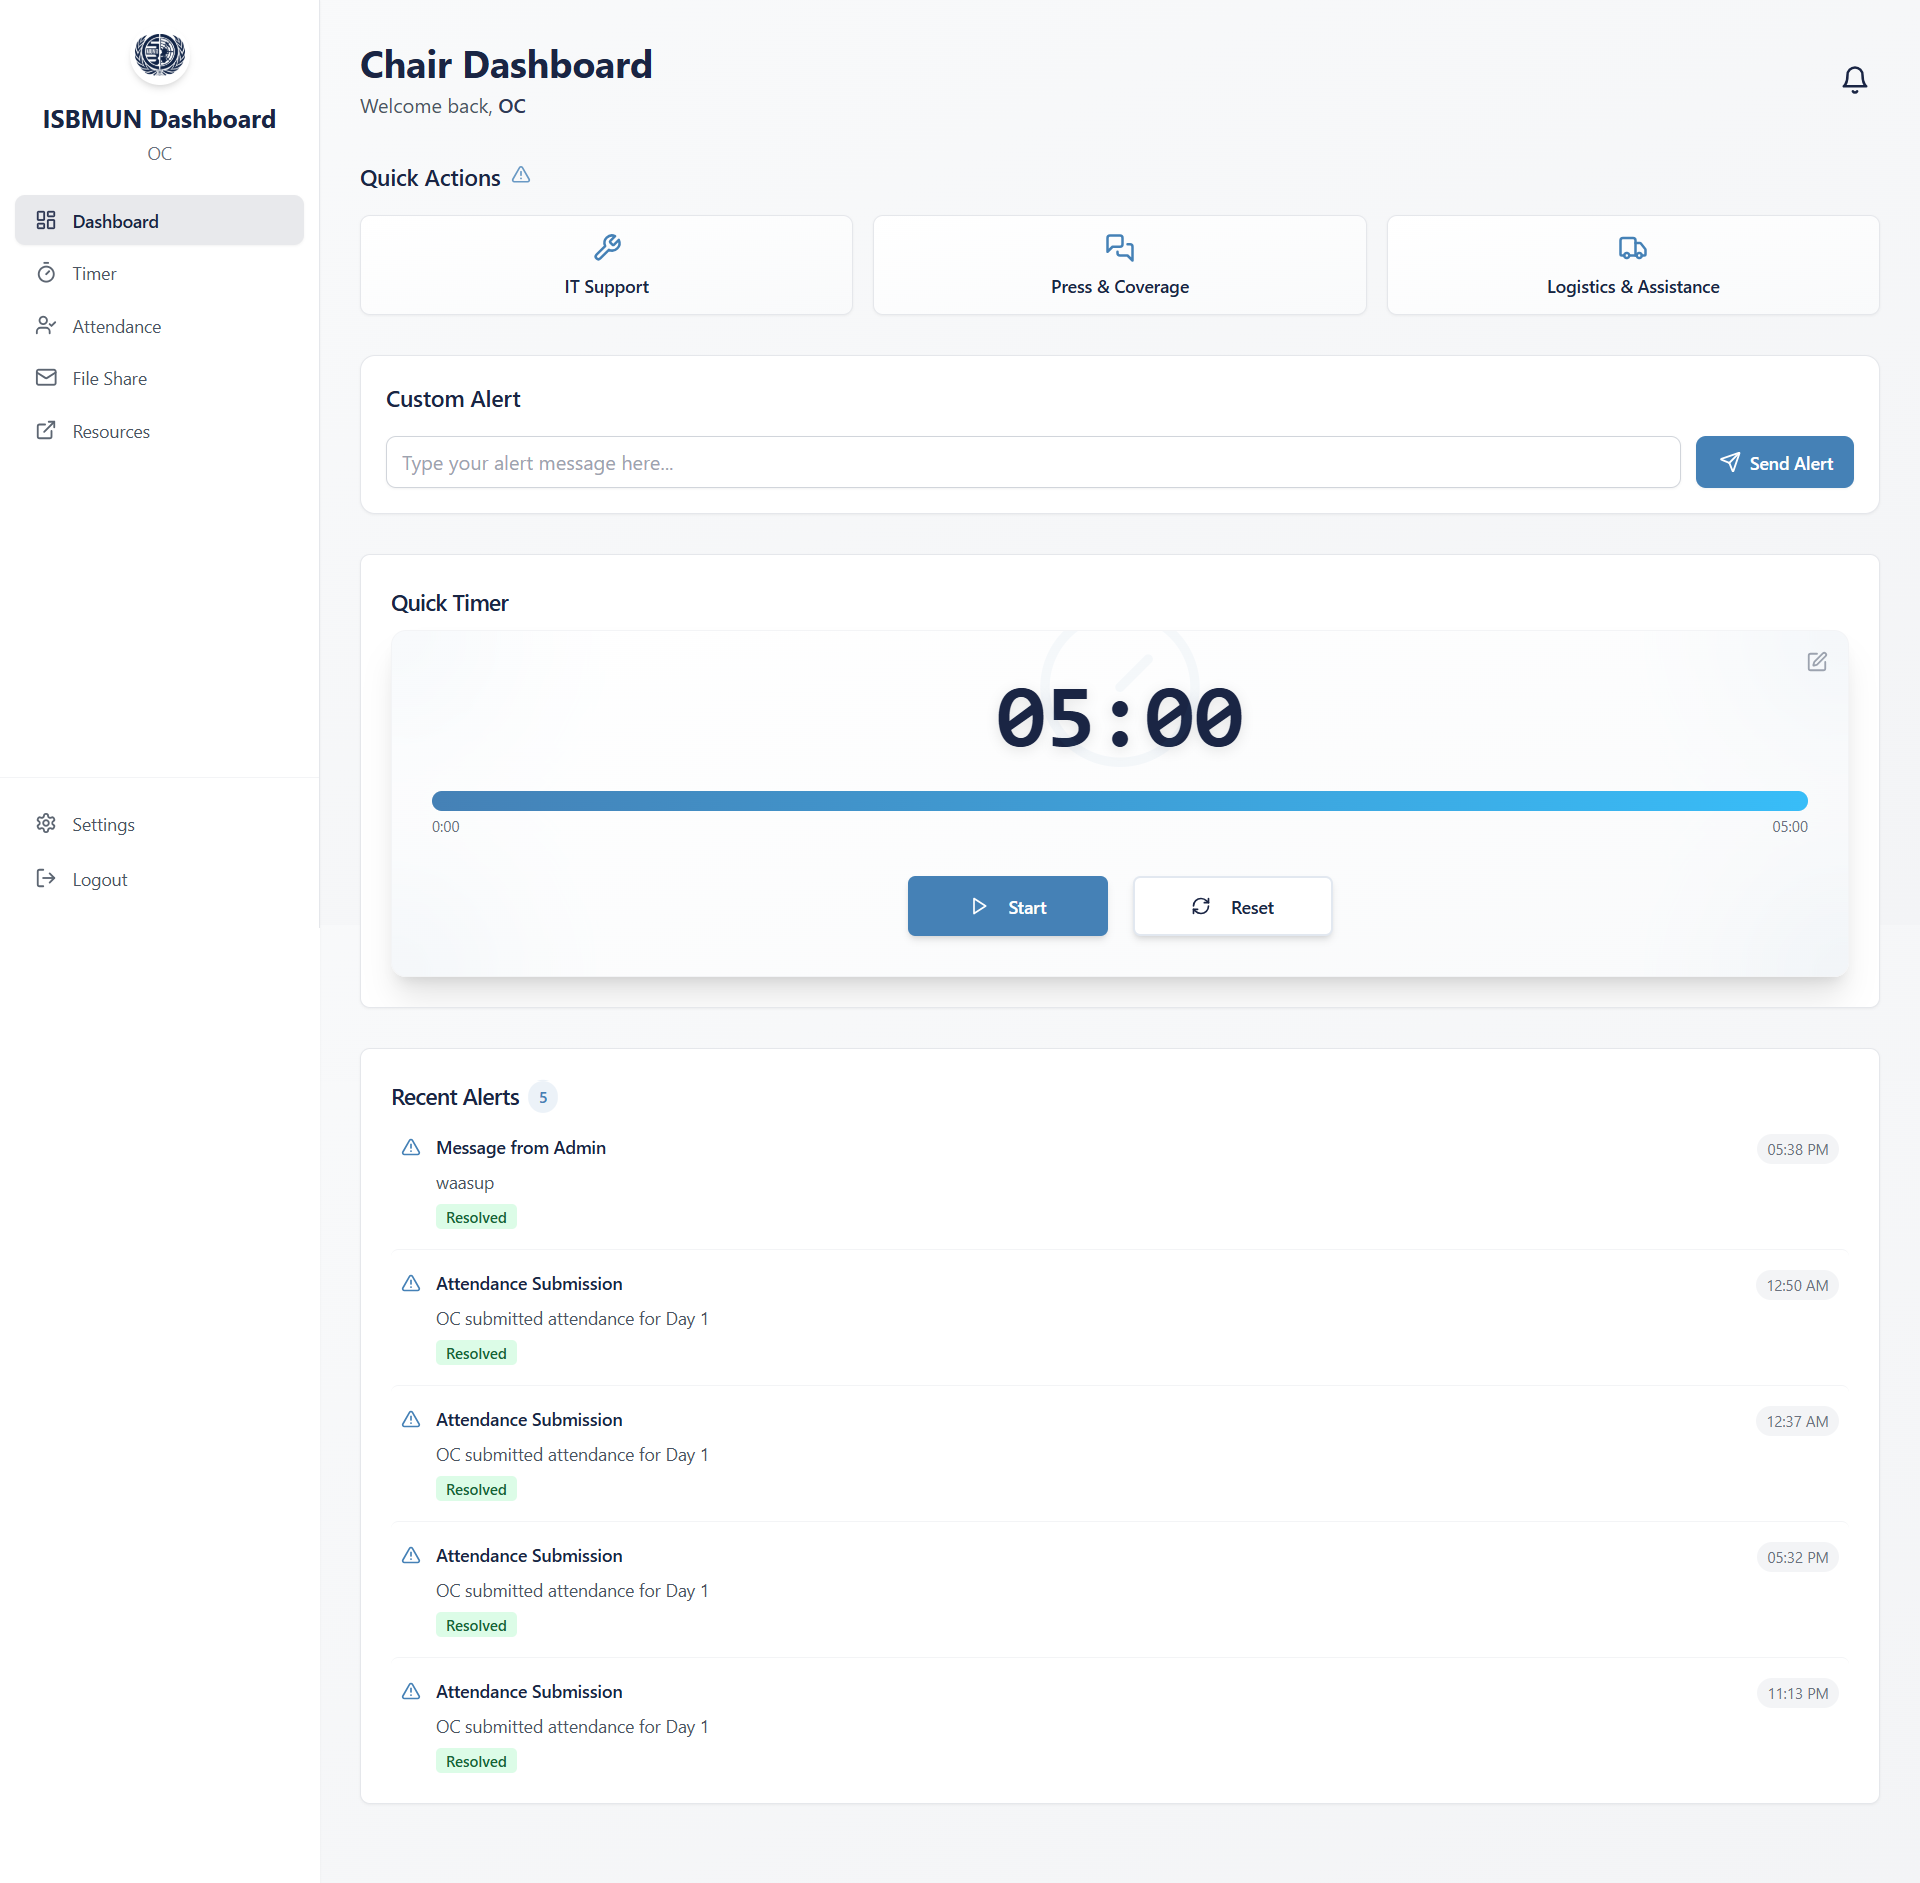 ISBMUN Dashboard
OC
Dashboard
Timer
Attendance
File Share
Resources
Settings
Logout
Chair Dashboard
Welcome back, OC
Quick Actions
IT Support
Press & Coverage
Logistics & Assistance
Custom Alert
Type your alert message here...
Send Alert
Quick Timer
05:00
0:00
05:00
Start
Reset
Recent Alerts 5
Message from Admin
05:38 PM
waasup
Resolved
Attendance Submission
12:50 AM
OC submitted attendance for Day 1
Resolved
Attendance Submission
12:37 AM
OC submitted attendance for Day 1
Resolved
Attendance Submission
05:32 PM
OC submitted attendance for Day 1
Resolved
Attendance Submission
11:13 PM
OC submitted attendance for Day 1
Resolved